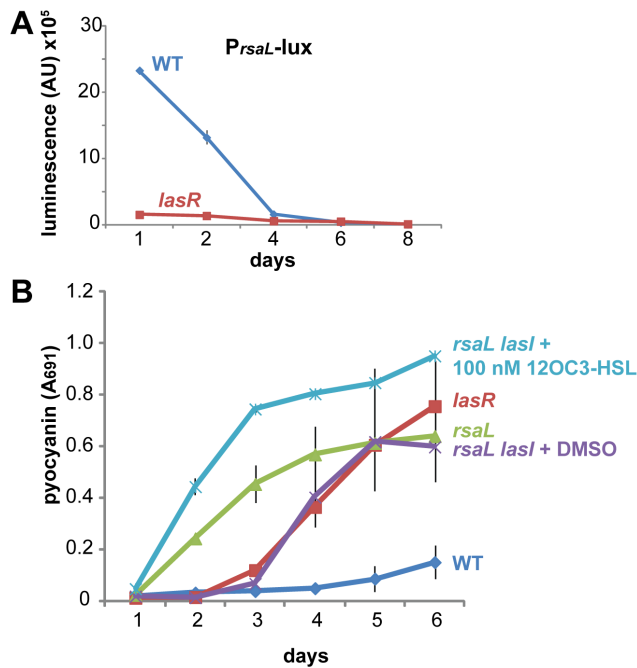 A
PrsaL-lux
luminescence (AU) x10⁵
30
20
10
0
WT
lasR
1 2 4 6 8
days
B
pyocyanin (A691)
1.2
1.0
0.8
0.6
0.4
0.2
0
rsaL lasI +
100 nM 12OC3-HSL
lasR
rsaL
rsaL lasI + DMSO
WT
1 2 3 4 5 6
days